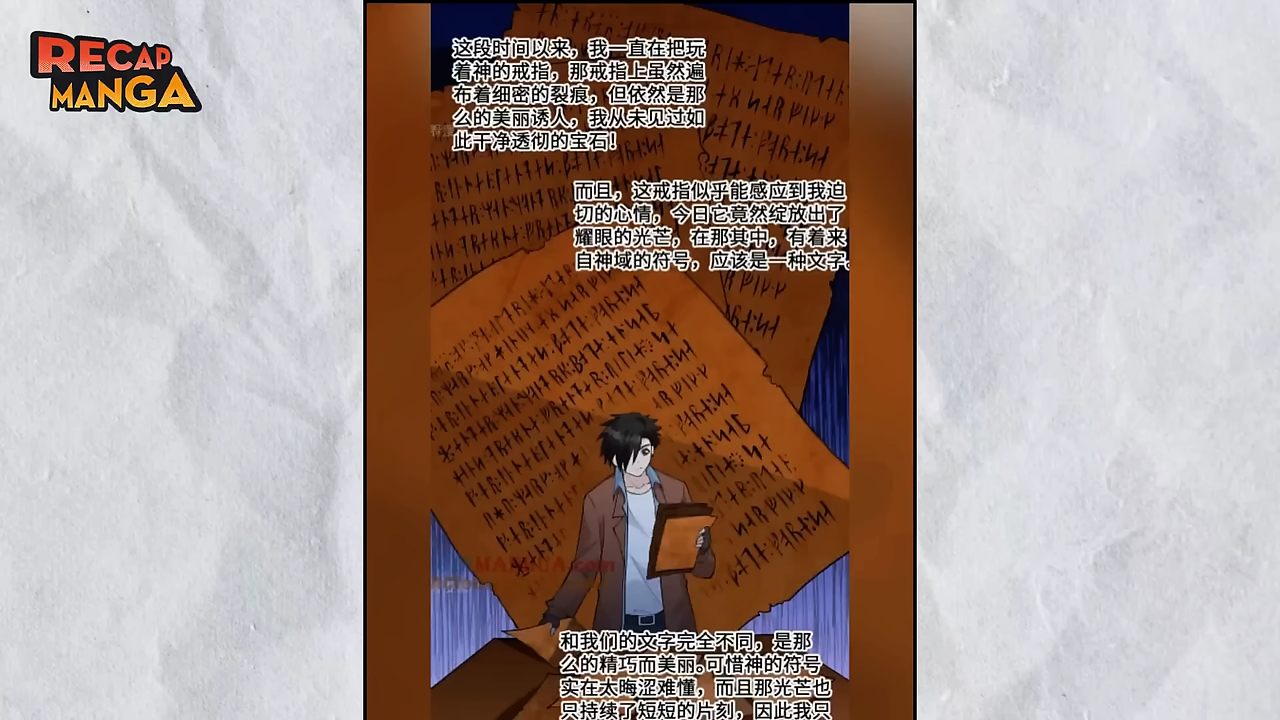 RECAP
MANGA
这段时间以来，我一直在把玩
着神的戒指，那戒指上虽然遍
布着细密的裂痕，但依然是那
么的美丽诱人，我从未见过如
此干净透彻的宝石！
而且，这戒指似乎能感应到我迫
切的心情，今日它竟然绽放出了
耀眼的光芒，在那其中，有着来
自神域的符号，应该是一种文字。
MANHUA.com
和我们的文字完全不同，是那
么的精巧而美丽。可惜神的符号
实在太晦涩难懂，而且那光芒也
只持续了短短的片刻，因此我只